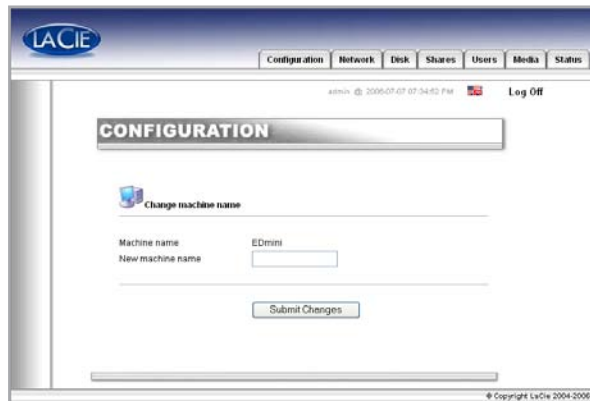 LACIE
Configuration Network Disk Shares Users Media Status
admin @ 2006-07-07 07:34:52 PM Log Off
CONFIGURATION
Change machine name
Machine name EDmini
New machine name
Submit Changes
© Copyright LaCie 2004-2006